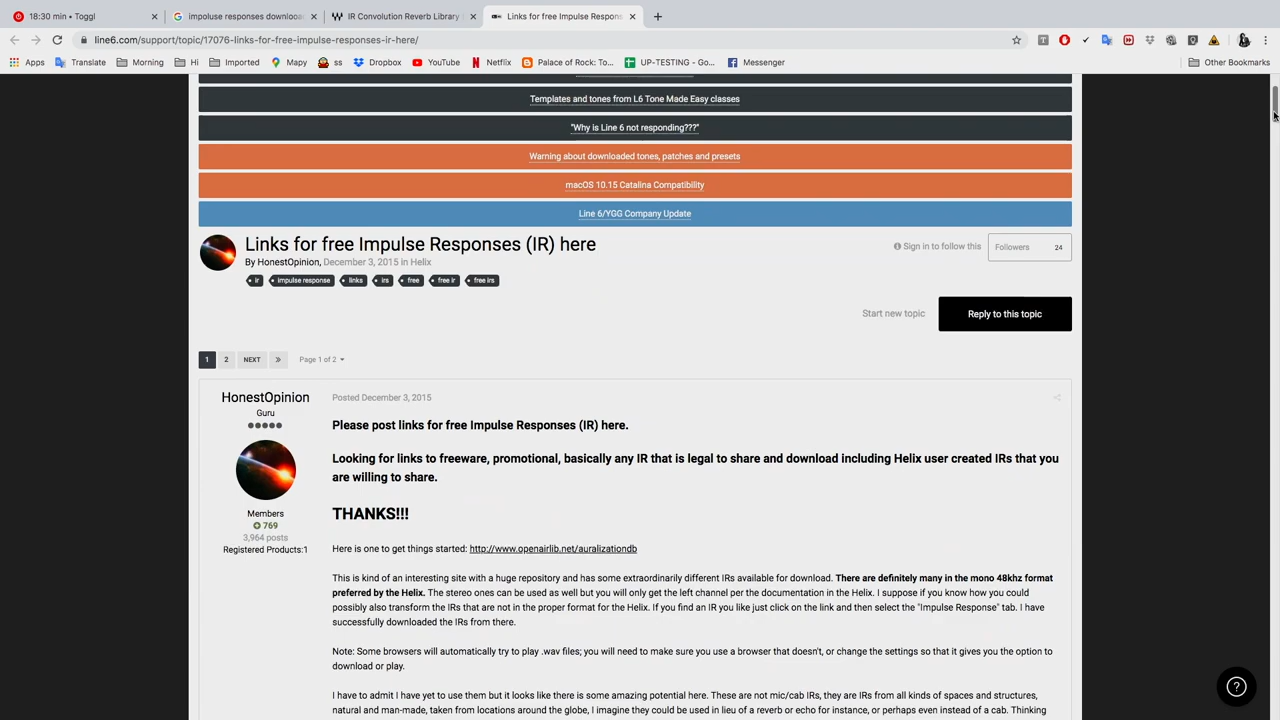 18:30 min • Toggl
impoluse responses downlooad
IR Convolution Reverb Library
Links for free Impulse Respons
line6.com/support/topic/17076-links-for-free-impulse-responses-ir-here/
Apps
Translate
Morning
Hi
Imported
Mapy
ss
Dropbox
YouTube
Netflix
Palace of Rock: To...
UP-TESTING - Go...
Messenger
Other Bookmarks
Templates and tones from L6 Tone Made Easy classes
"Why is Line 6 not responding???"
Warning about downloaded tones, patches and presets
macOS 10.15 Catalina Compatibility
Line 6/YGG Company Update
Links for free Impulse Responses (IR) here
By HonestOpinion, December 3, 2015 in Helix
ir impulse response links irs free free ir free irs
Sign in to follow this
Followers 24
Start new topic
Reply to this topic
1 2 NEXT » Page 1 of 2
HonestOpinion
Guru
Members
769
3,964 posts
Registered Products:1
Posted December 3, 2015
Please post links for free Impulse Responses (IR) here.
Looking for links to freeware, promotional, basically any IR that is legal to share and download including Helix user created IRs that you
are willing to share.
THANKS!!!
Here is one to get things started: http://www.openairlib.net/auralizationdb
This is kind of an interesting site with a huge repository and has some extraordinarily different IRs available for download. There are definitely many in the mono 48khz format
preferred by the Helix. The stereo ones can be used as well but you will only get the left channel per the documentation in the Helix. I suppose if you know how you could
possibly also transform the IRs that are not in the proper format for the Helix. If you find an IR you like just click on the link and then select the "Impulse Response" tab. I have
successfully downloaded the IRs from there.
Note: Some browsers will automatically try to play .wav files; you will need to make sure you use a browser that doesn't, or change the settings so that it gives you the option to
download or play.
I have to admit I have yet to use them but it looks like there is some amazing potential here. These are not mic/cab IRs, they are IRs from all kinds of spaces and structures,
natural and man-made, taken from locations around the globe, I imagine they could be used in lieu of a reverb or echo for instance, or perhaps even instead of a cab. Thinking